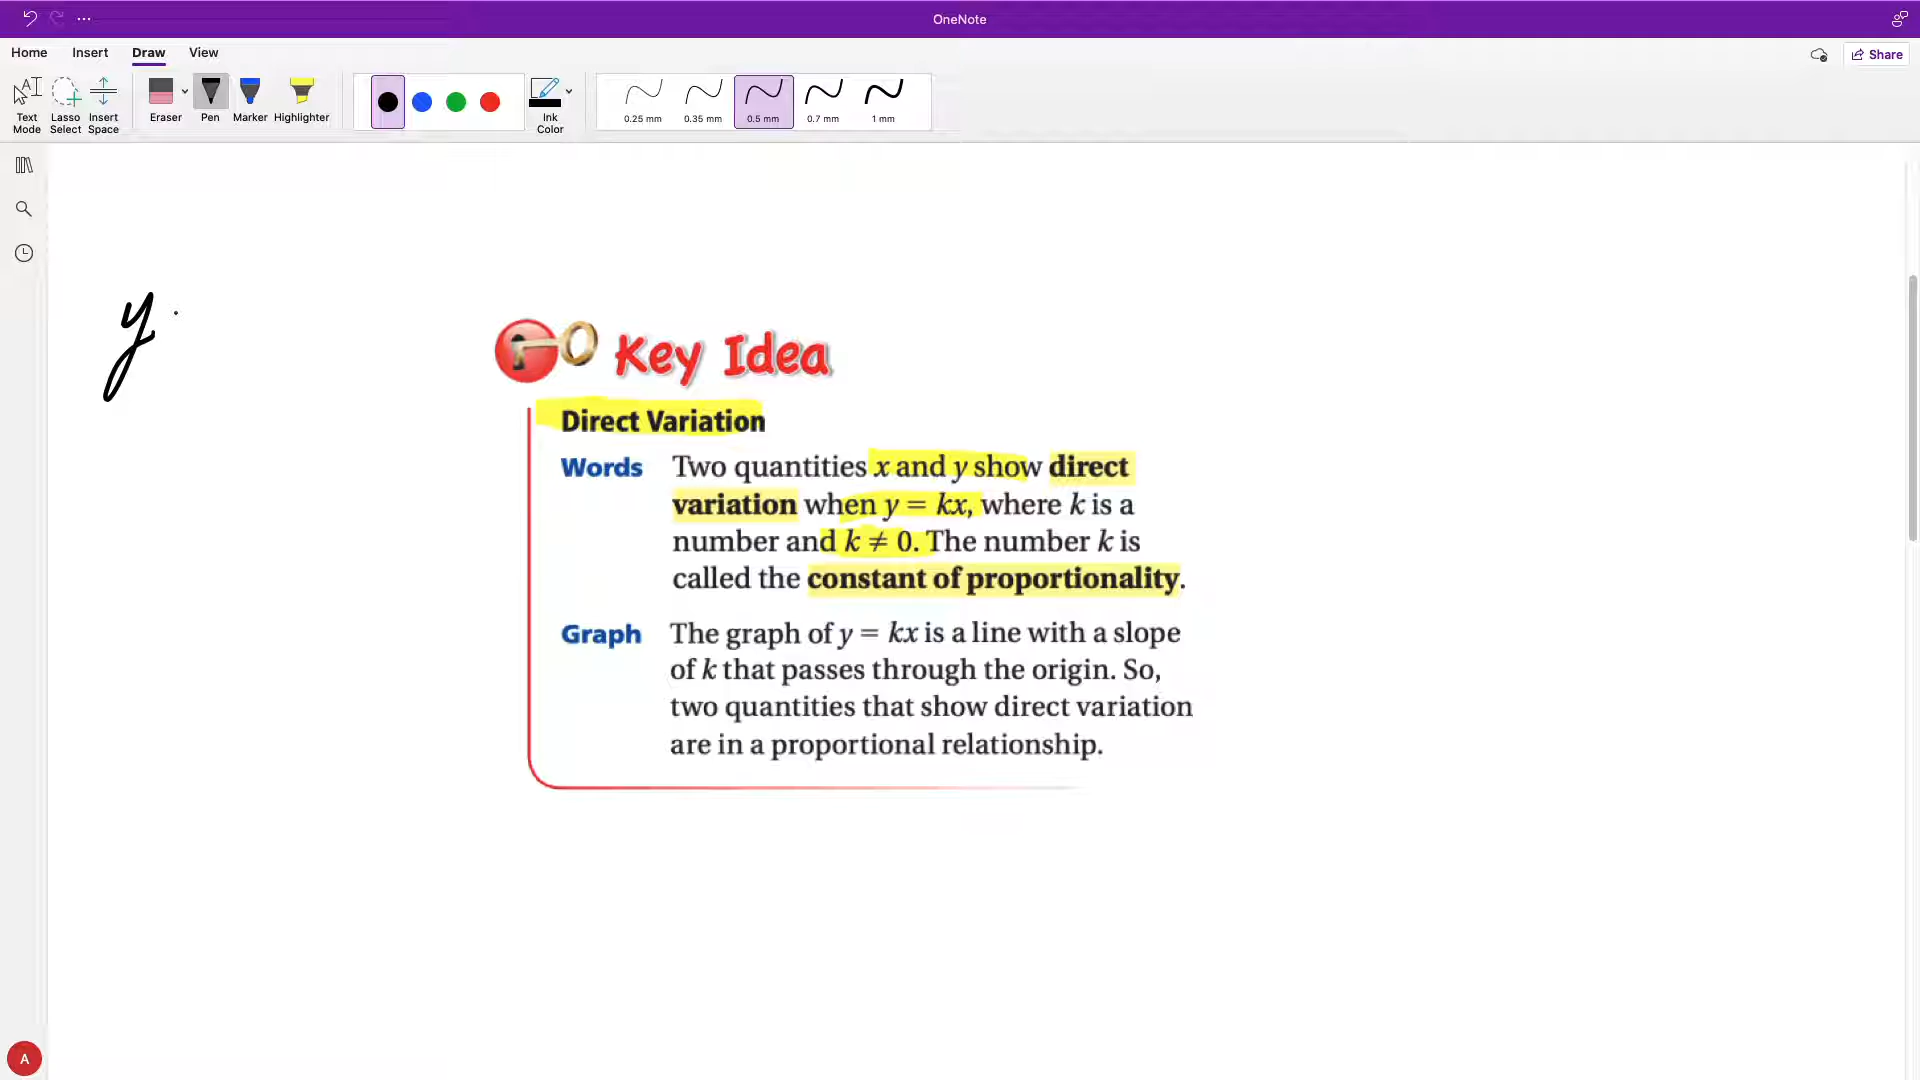 OneNote
Home Insert Draw View
Share
Text Mode
Lasso Select
Insert Space
Eraser
Pen
Marker
Highlighter
Ink Color
0.25 mm
0.35 mm
0.5 mm
0.7 mm
1 mm
y
Key Idea
Direct Variation
Words Two quantities x and y show direct
variation when y = kx, where k is a
number and k ≠ 0. The number k is
called the constant of proportionality.
Graph The graph of y = kx is a line with a slope
of k that passes through the origin. So,
two quantities that show direct variation
are in a proportional relationship.
A